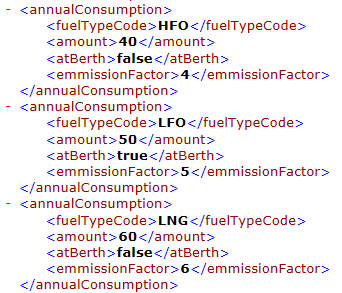 - <annualConsumption>
<fuelTypeCode>HFO</fuelTypeCode>
<amount>40</amount>
<atBerth>false</atBerth>
<emmissionFactor>4</emmissionFactor>
</annualConsumption>
- <annualConsumption>
<fuelTypeCode>LFO</fuelTypeCode>
<amount>50</amount>
<atBerth>true</atBerth>
<emmissionFactor>5</emmissionFactor>
</annualConsumption>
- <annualConsumption>
<fuelTypeCode>LNG</fuelTypeCode>
<amount>60</amount>
<atBerth>false</atBerth>
<emmissionFactor>6</emmissionFactor>
</annualConsumption>